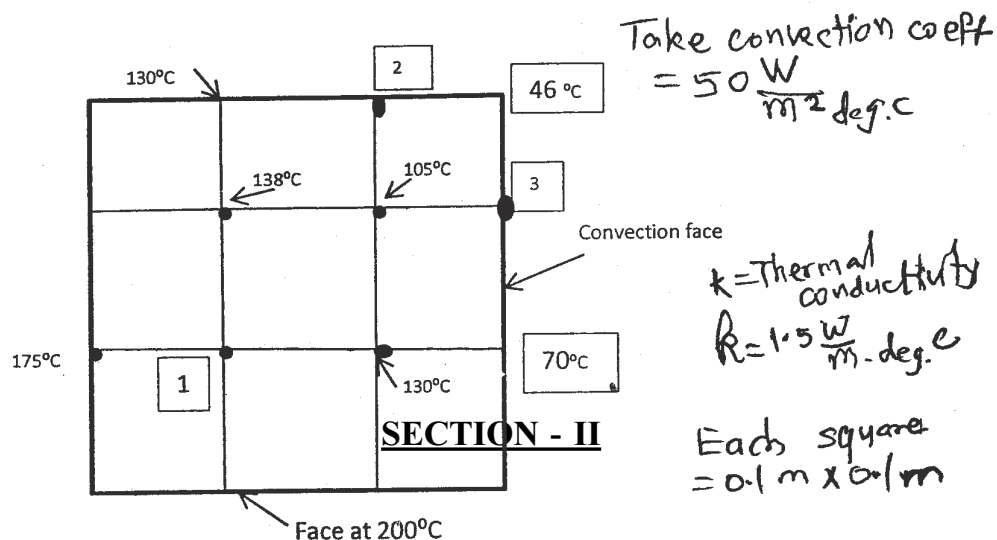 Take convection coeff
= 50 W/m² deg.c
2
130°C
46 °C
138°C
105°C
3
Convection face
k = Thermal
conductivity
k = 1.5 W/m-deg.c
175°C
1
70°C
130°C
SECTION - II
Each square
= 0.1 m x 0.1 m
Face at 200°C